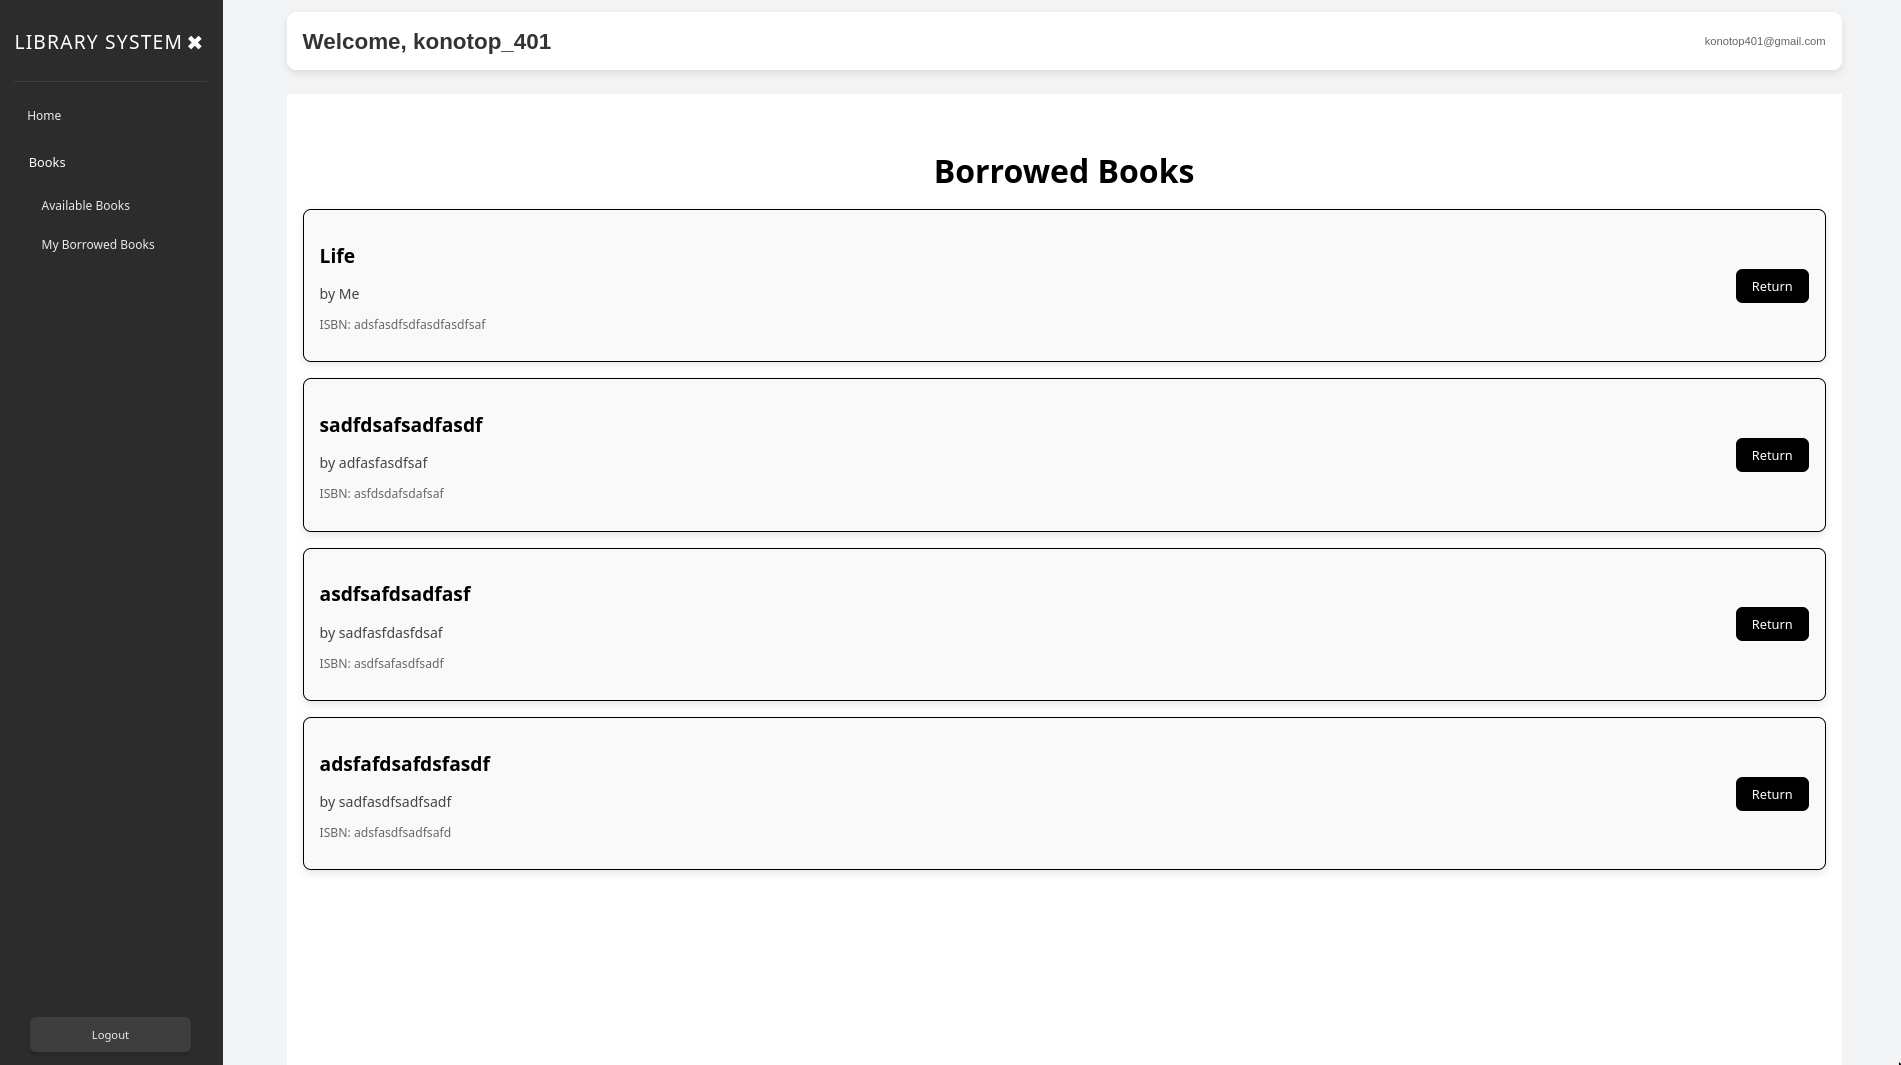 LIBRARY SYSTEM ✖
Home
Books
Available Books
My Borrowed Books
Logout
Welcome, konotop_401
konotop401@gmail.com
Borrowed Books
Life
by Me
ISBN: adsfasdfsdfasdfasdfsaf
Return
sadfdsafsadfasdf
by adfasfasdfsaf
ISBN: asfdsdafsdafsaf
Return
asdfsafdsadfasf
by sadfasfdasfdsaf
ISBN: asdfsafasdfsadf
Return
adsfafdsafdsfasdf
by sadfasdfsadfsadf
ISBN: adsfasdfsadfsafd
Return